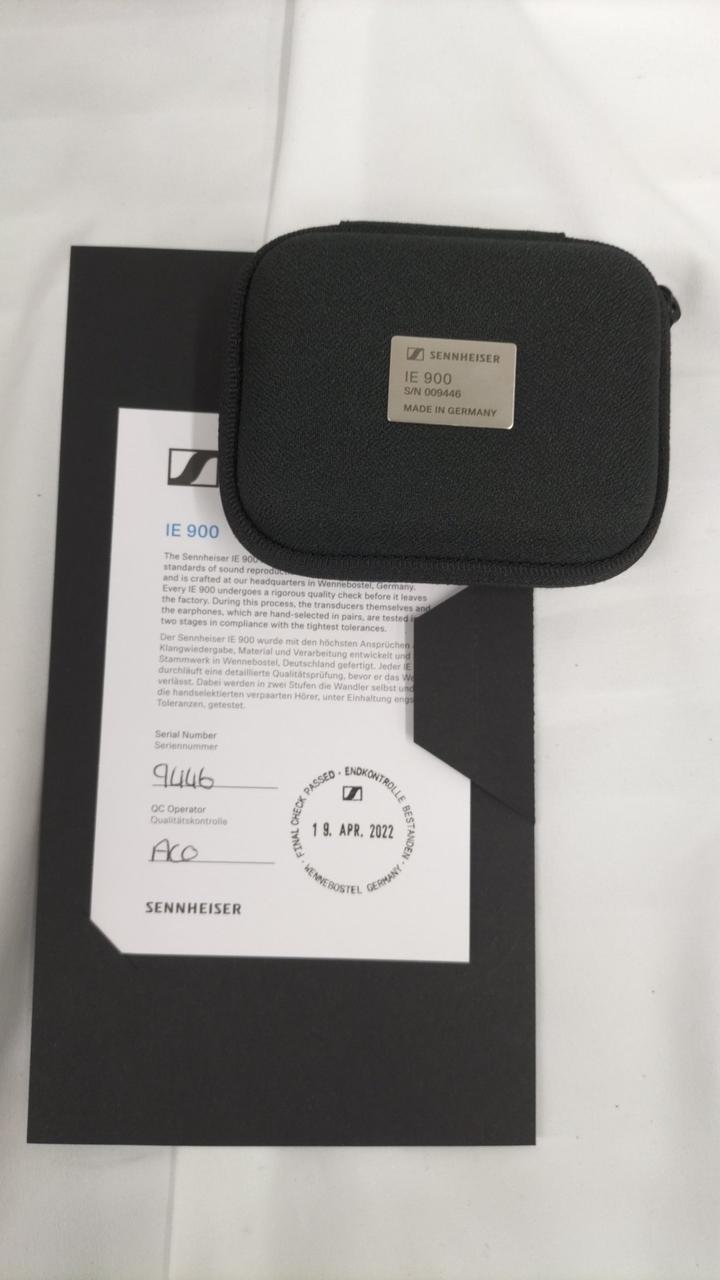 SENNHEISER
IE 900
S/N 009446
MADE IN GERMANY
IE 900
The Sennheiser IE 900
standards of sound
and is crafted at our headquarters in Wennebostel, Germany.
Every IE 900 undergoes a rigorous quality check before it leaves
the factory. During this process, the transducers themselves and
the earphones, which are hand-selected in pairs, are tested
two stages in compliance with the tightest tolerances.
Der Sennheiser IE 900 wurde mit den höchsten Ansprüchen
Klangwiedergabe, Material und Verarbeitung entwickelt und
Stammwerk in Wennebostel, Deutschland gefertigt. Jeder IE
durchläuft eine detaillierte Qualitätsprüfung, bevor er das
verlässt. Dabei werden in zwei Stufen die Wandler selbst und
die handselektierten verpaarten Hörer, unter Einhaltung
Toleranzen, getestet.
Serial Number
Seriennummer
9446
QC Operator
Qualitätskontrolle
ACO
FINAL CHECK PASSED · ENDKONTROLLE BESTANDEN · WENNEBOSTEL GERMANY ·
19. APR. 2022
SENNHEISER